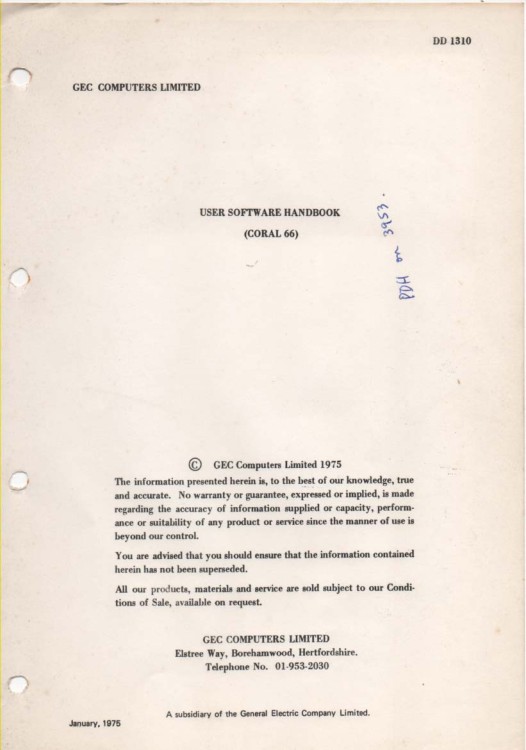 DD 1310
GEC COMPUTERS LIMITED
USER SOFTWARE HANDBOOK
(CORAL 66)
PDH on 3953.
© GEC Computers Limited 1975
The information presented herein is, to the best of our knowledge, true
and accurate. No warranty or guarantee, expressed or implied, is made
regarding the accuracy of information supplied or capacity, perform-
ance or suitability of any product or service since the manner of use is
beyond our control.
You are advised that you should ensure that the information contained
herein has not been superseded.
All our products, materials and service are sold subject to our Condi-
tions of Sale, available on request.
GEC COMPUTERS LIMITED
Elstree Way, Borehamwood, Hertfordshire.
Telephone No. 01-953-2030
A subsidiary of the General Electric Company Limited.
January, 1975